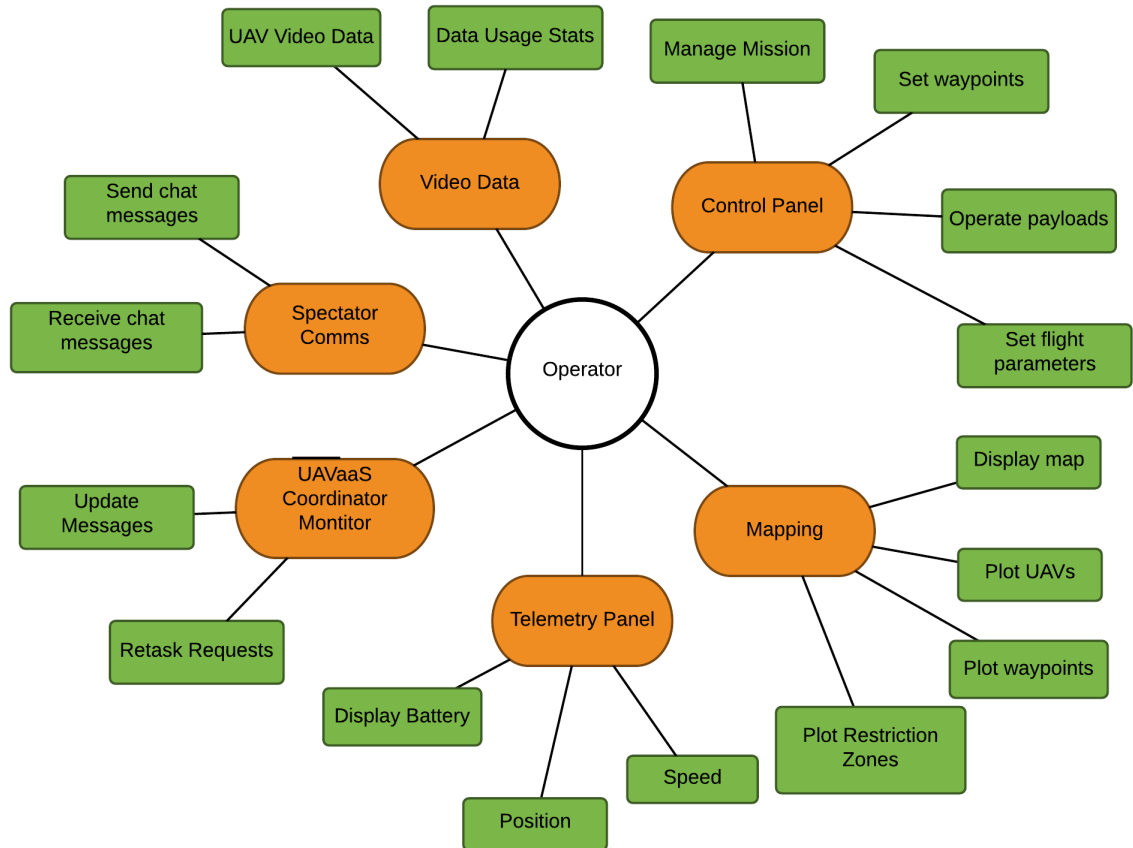 UAV Video Data
Data Usage Stats
Manage Mission
Set waypoints
Video Data
Control Panel
Send chat
messages
Operate payloads
Spectator
Comms
Receive chat
messages
Set flight
parameters
Operator
Display map
UAVaaS
Coordinator
Montitor
Update
Messages
Mapping
Plot UAVs
Telemetry Panel
Retask Requests
Plot waypoints
Display Battery
Plot Restriction
Zones
Speed
Position